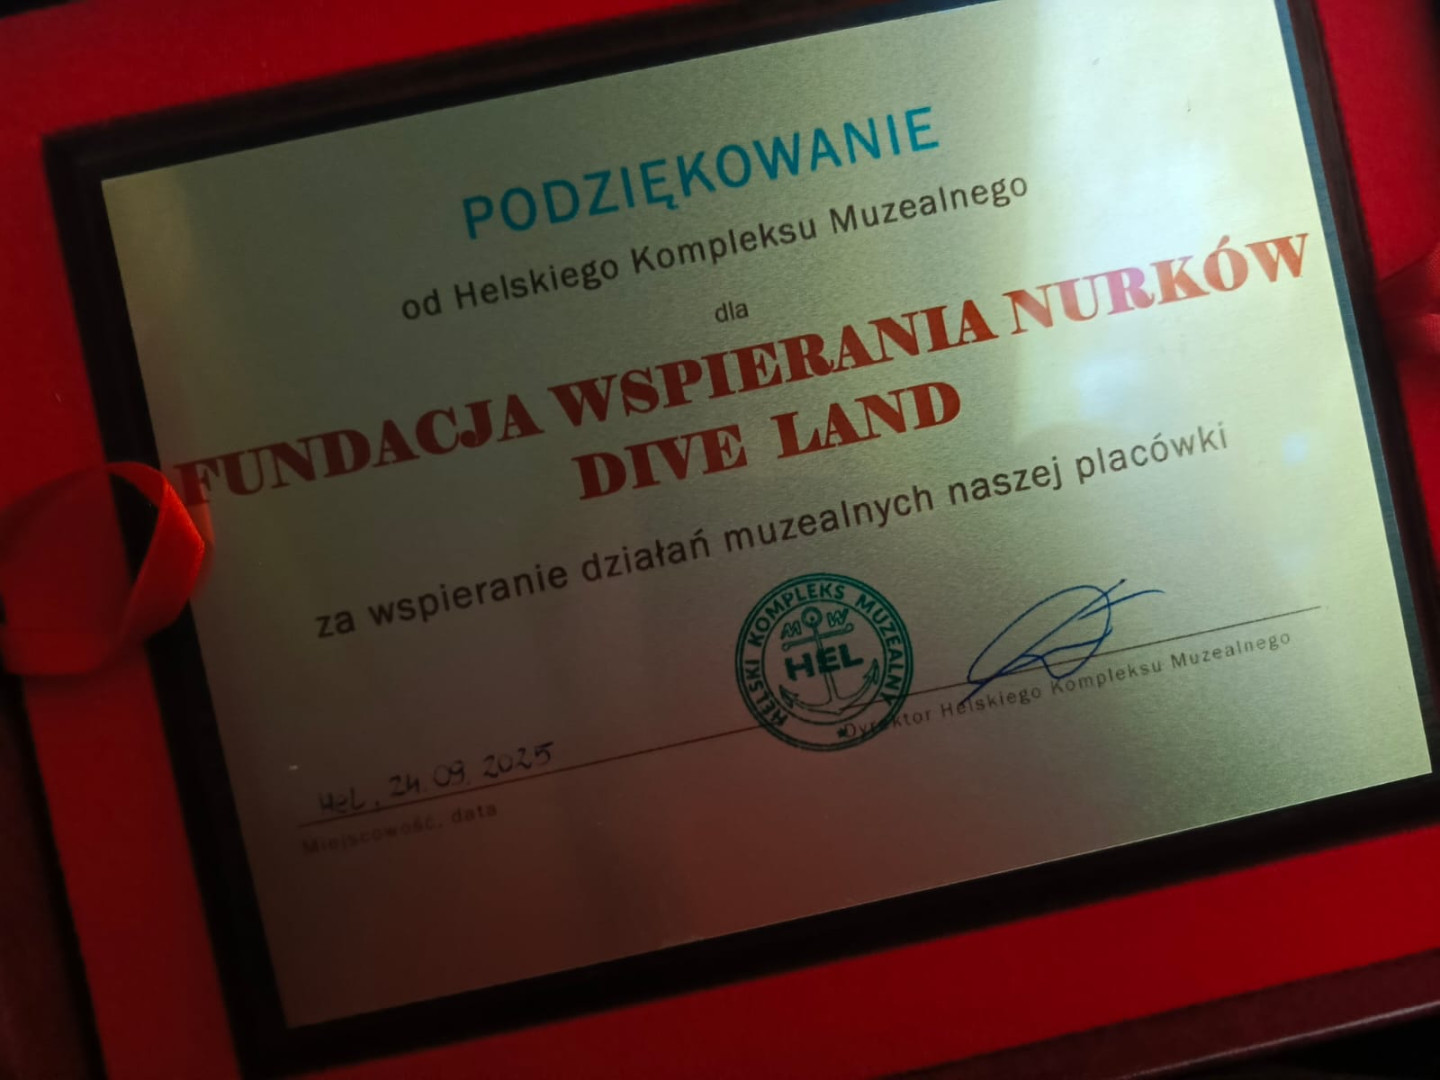 PODZIĘKOWANIE
od Helskiego Kompleksu Muzealnego
dla
FUNDACJA WSPIERANIA NURKÓW
DIVE LAND
za wspieranie działań muzealnych naszej placówki
HELSKI KOMPLEKS MUZEALNY
MW
HEL
Dyrektor Helskiego Kompleksu Muzealnego
Hel, 24.09.2025
Miejscowość, data